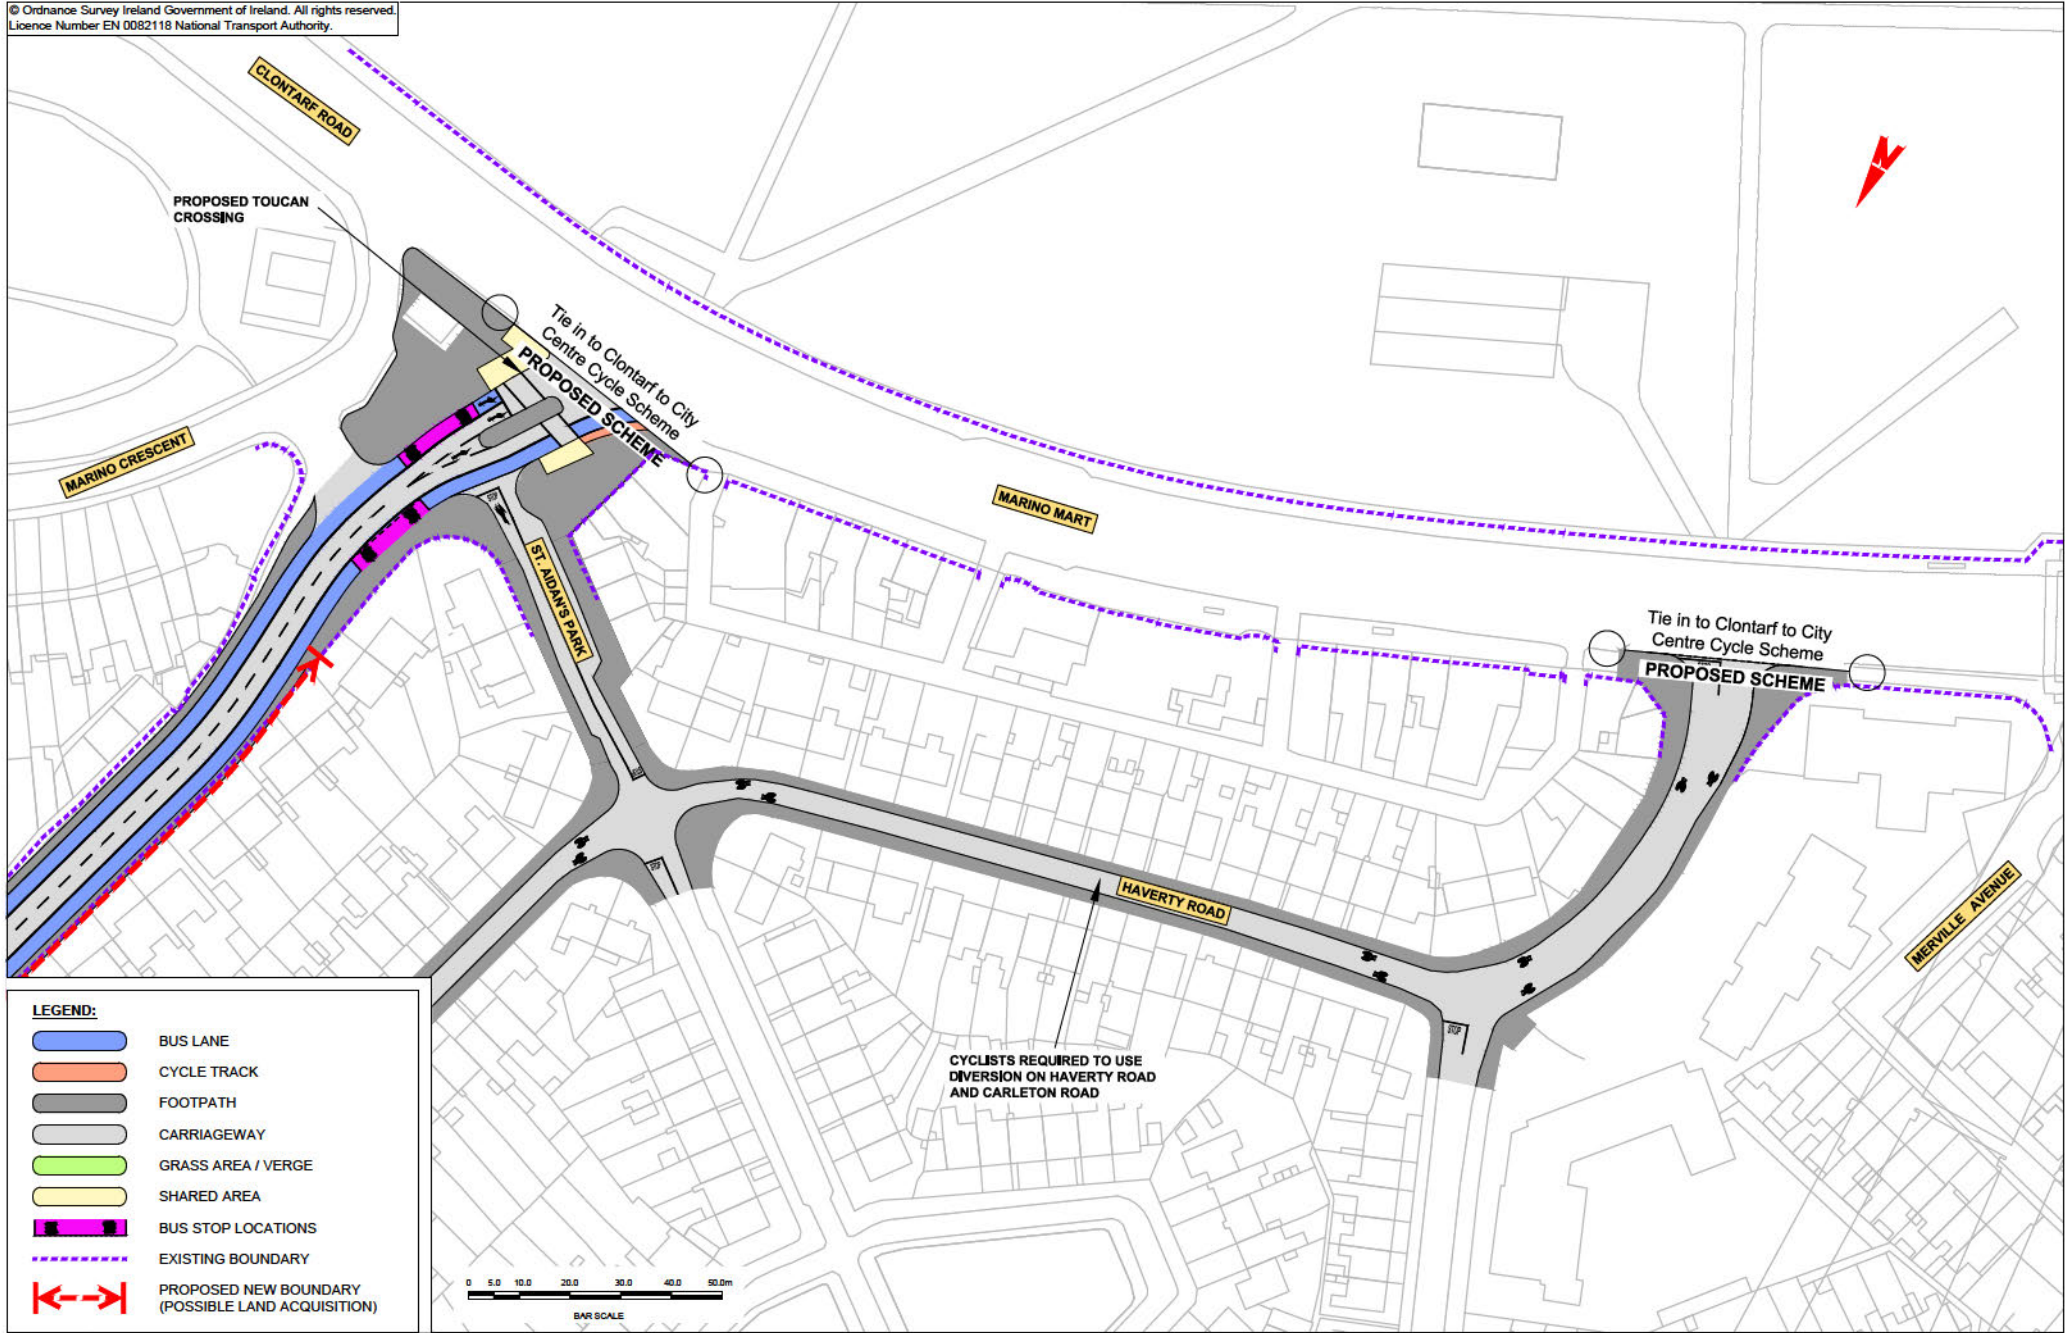 © Ordnance Survey Ireland Government of Ireland. All rights reserved.
Licence Number EN 0082118 National Transport Authority.
CLONTARF ROAD
N
PROPOSED TOUCAN
CROSSING
Tie in to Clontarf to City
Centre Cycle Scheme
PROPOSED SCHEME
MARINO CRESCENT
MARINO MART
STOP
ST. AIDAN'S PARK
Tie in to Clontarf to City
Centre Cycle Scheme
PROPOSED SCHEME
STOP
STOP
HAVERTY ROAD
MERVILLE AVENUE
STOP
CYCLISTS REQUIRED TO USE
DIVERSION ON HAVERTY ROAD
AND CARLETON ROAD
LEGEND:
BUS LANE
CYCLE TRACK
FOOTPATH
CARRIAGEWAY
GRASS AREA / VERGE
SHARED AREA
BUS STOP LOCATIONS
EXISTING BOUNDARY
PROPOSED NEW BOUNDARY
(POSSIBLE LAND ACQUISITION)
0 5.0 10.0 20.0 30.0 40.0 50.0m
BAR SCALE